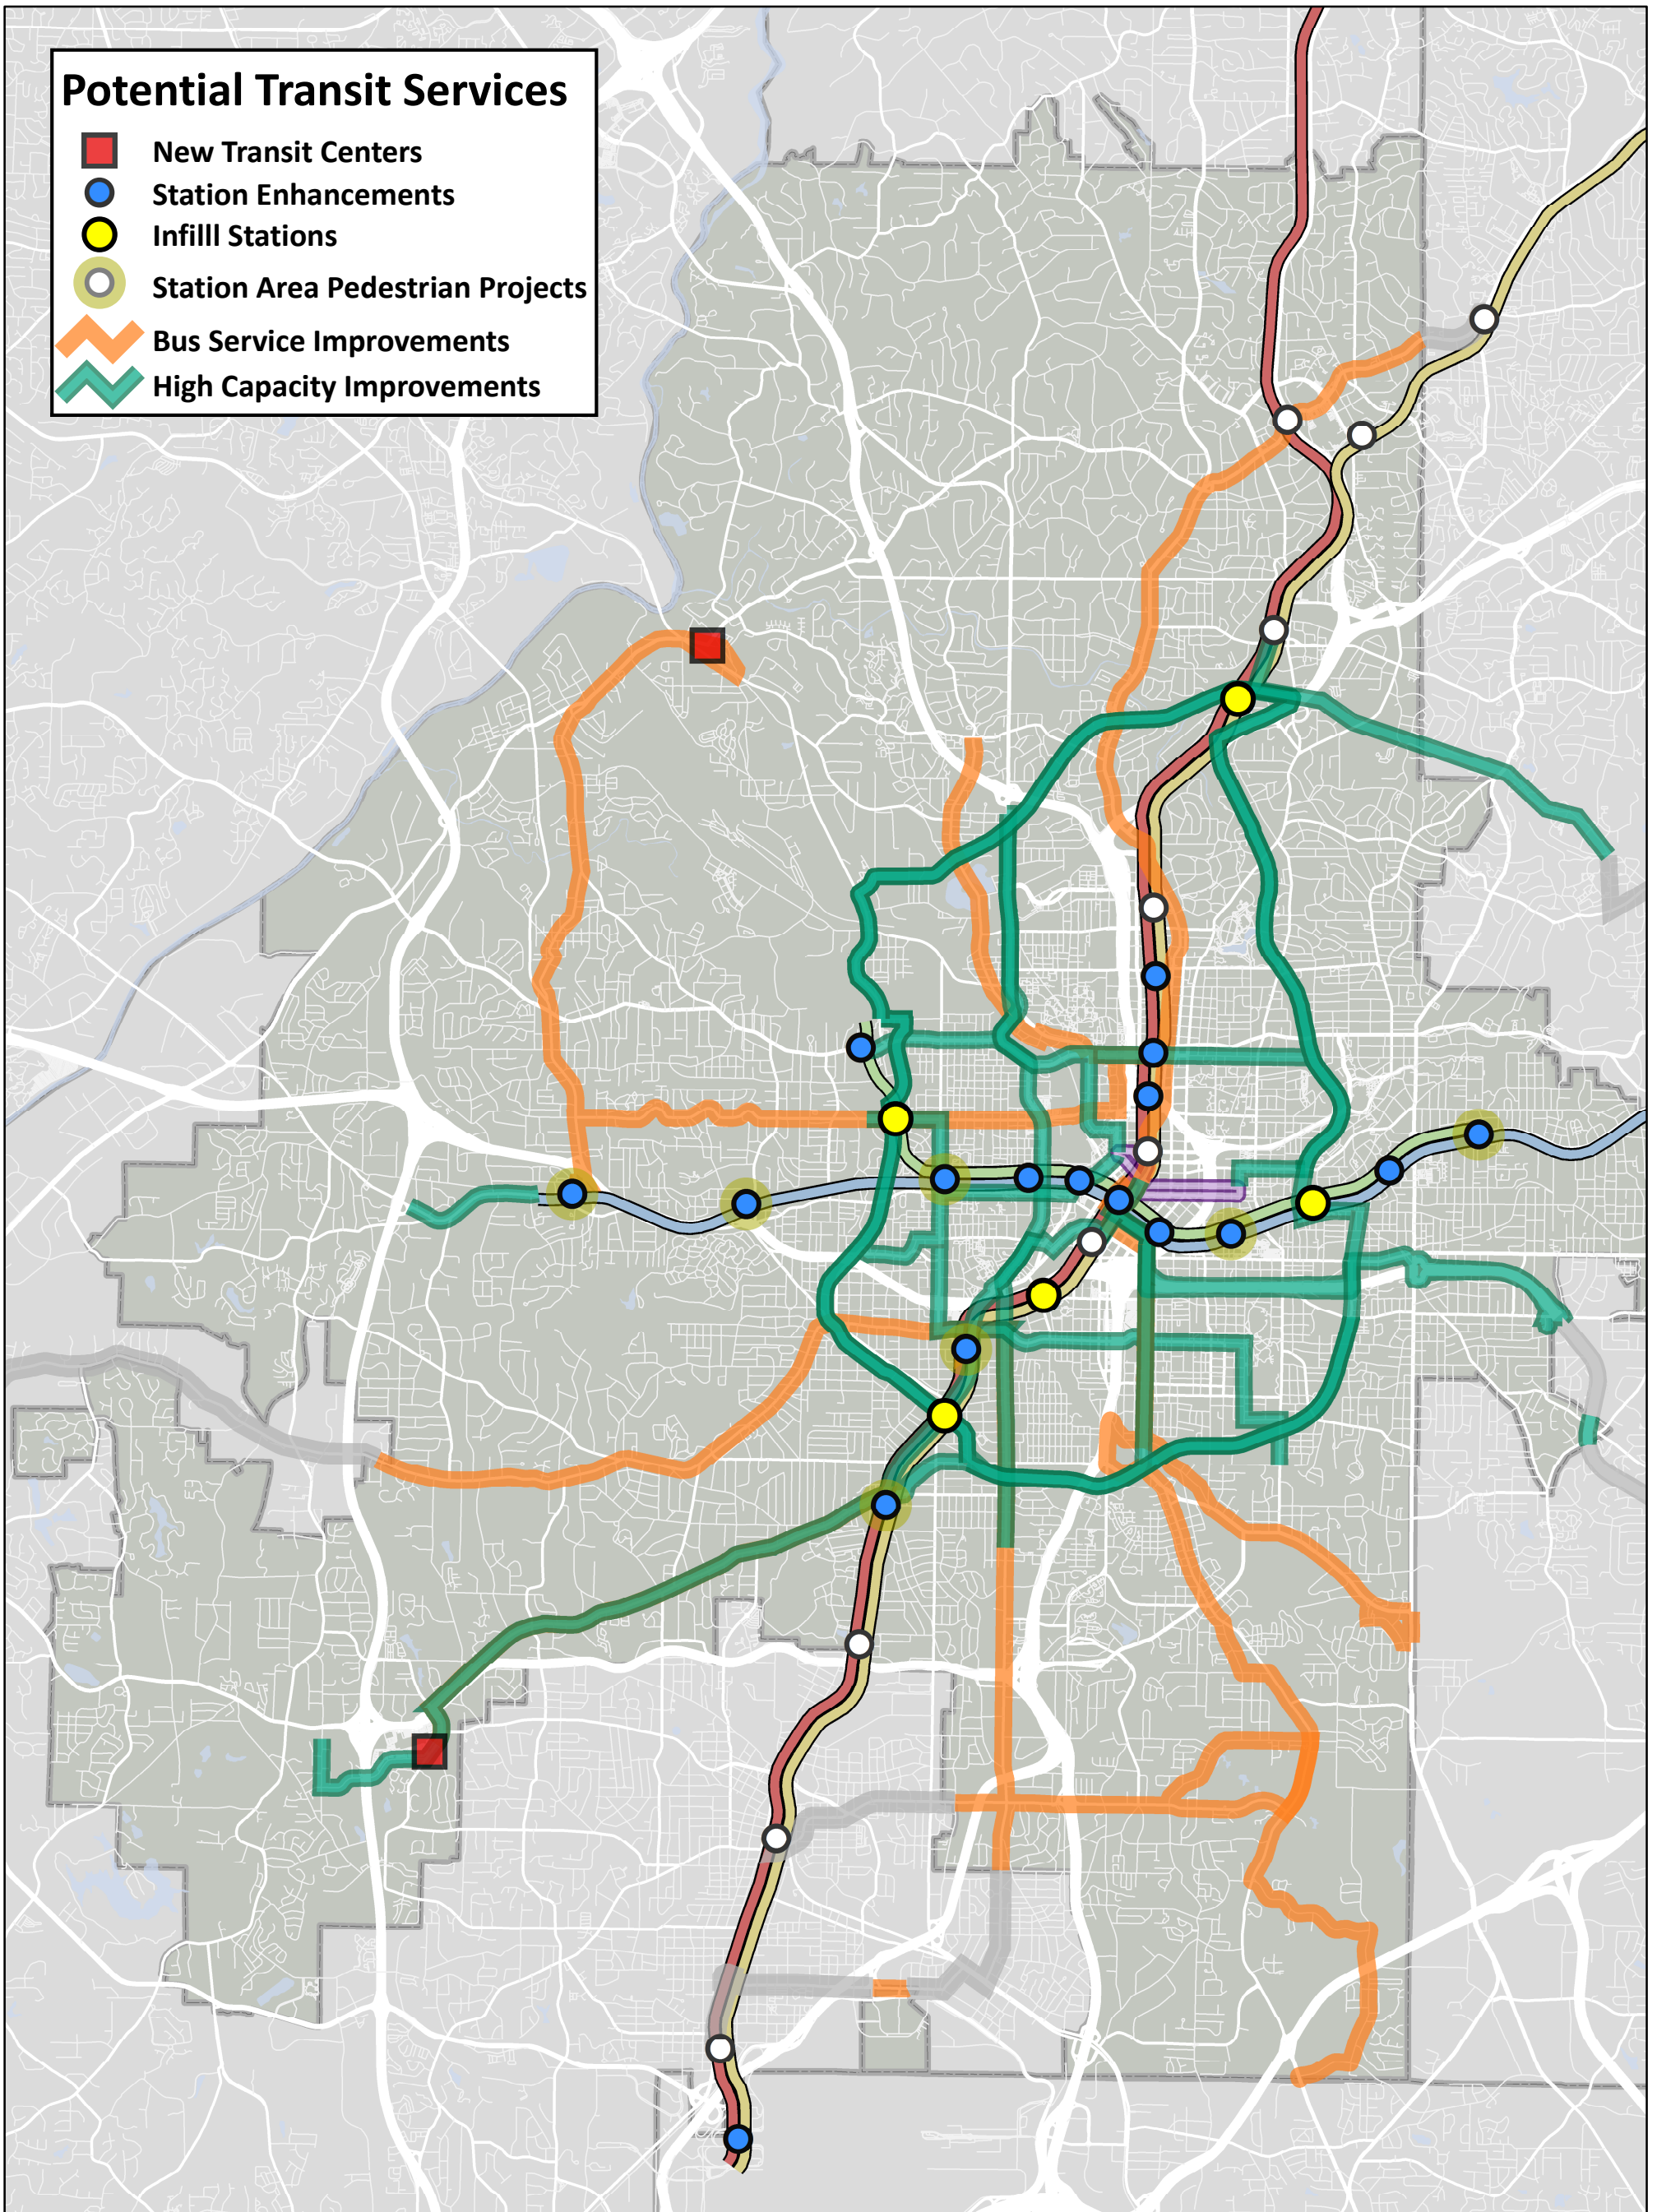 Potential Transit Services
New Transit Centers
Station Enhancements
Infilll Stations
Station Area Pedestrian Projects
Bus Service Improvements
High Capacity Improvements